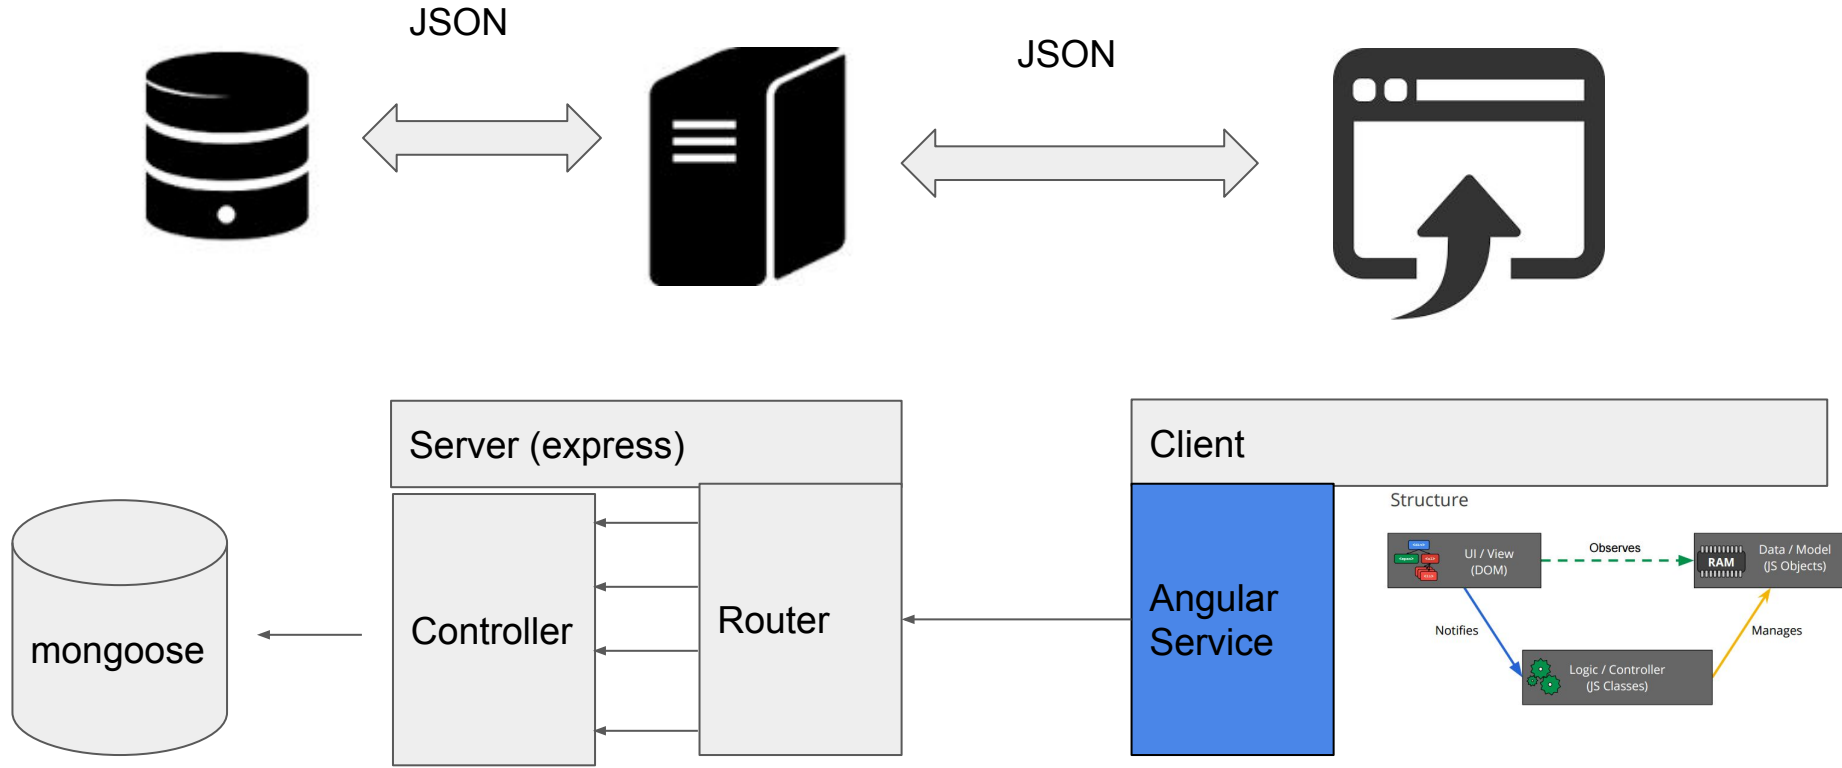 JSON
JSON
Server (express)
Client
mongoose
Controller
Router
Angular
Service
Structure
UI / View
(DOM)
Observes
RAM
Data / Model
(JS Objects)
Notifies
Manages
Logic / Controller
(JS Classes)